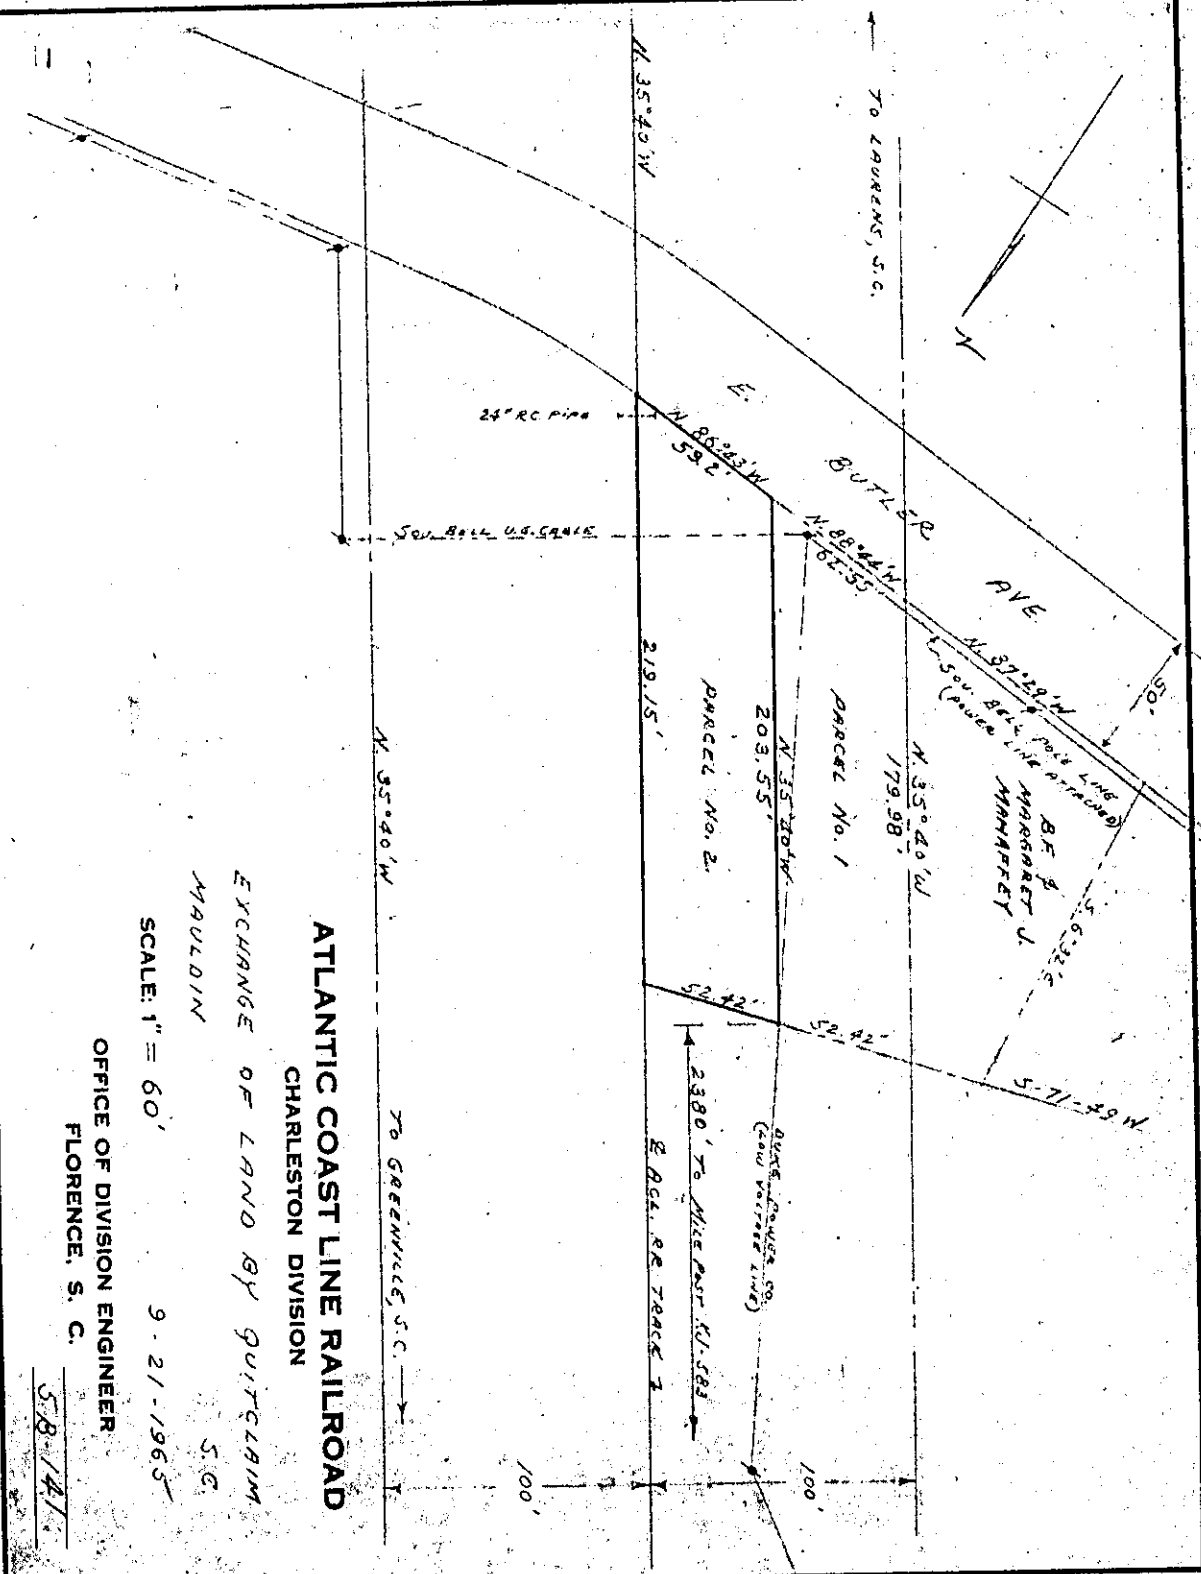 TO LAURENS, S.C.
N. 35°40'W
N
E. BUTLER AVE.
50'
24" R.C. PIPE
N. 86°43'W
59.2'
N. 88°44'W
62.55
N. 37°29'W
SOU. BELL POLE LINE
(POWER LINE ATTACHED)
SOU. BELL U.G. CABLE
B.F. &
MARGARET J.
MAHAFFEY
S. 6-32 E
N. 35°40'W
179.98'
PARCEL No. 1
N. 35°40'W
203.55'
PARCEL No. 2
219.15'
52.42'
52.42'
S-71-49 W
2380' TO MILE POST KJ-583
DUKE POWER CO.
(LOW VOLTAGE LINE)
ACL. RR TRACK
N. 35°40'W
TO GREENVILLE, S.C.
100'
100'
ATLANTIC COAST LINE RAILROAD
CHARLESTON DIVISION
EXCHANGE OF LAND BY QUITCLAIM
MAULDIN S.C.
SCALE: 1" = 60' 9-21-1965
OFFICE OF DIVISION ENGINEER
FLORENCE, S. C.